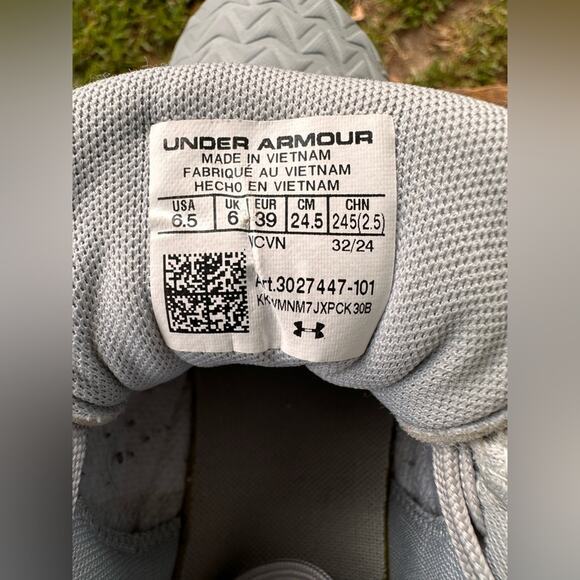 UNDER ARMOUR
MADE IN VIETNAM
FABRIQUÉ AU VIETNAM
HECHO EN VIETNAM
USA UK EUR CM CHN
6.5 6 39 24.5 245(2.5)
CVN 32/24
Art.3027447-101